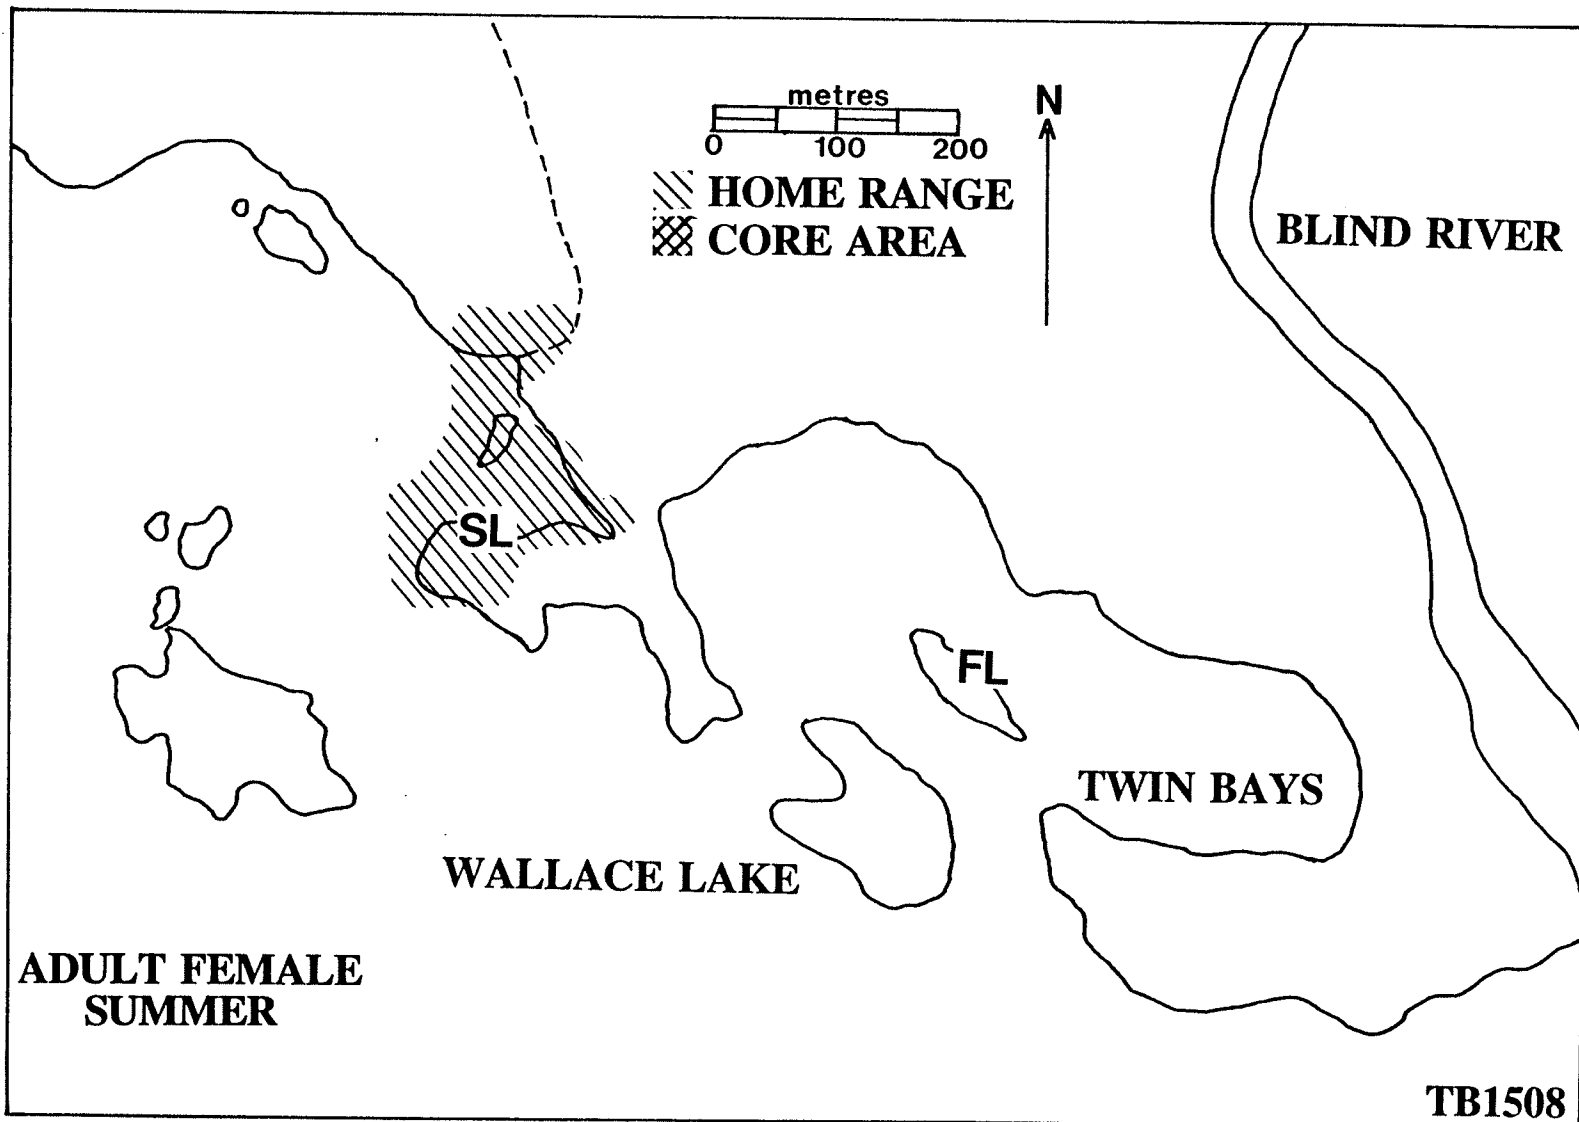 metres
N
0 100 200
HOME RANGE
CORE AREA
BLIND RIVER
SL
FL
TWIN BAYS
WALLACE LAKE
ADULT FEMALE
SUMMER
TB1508